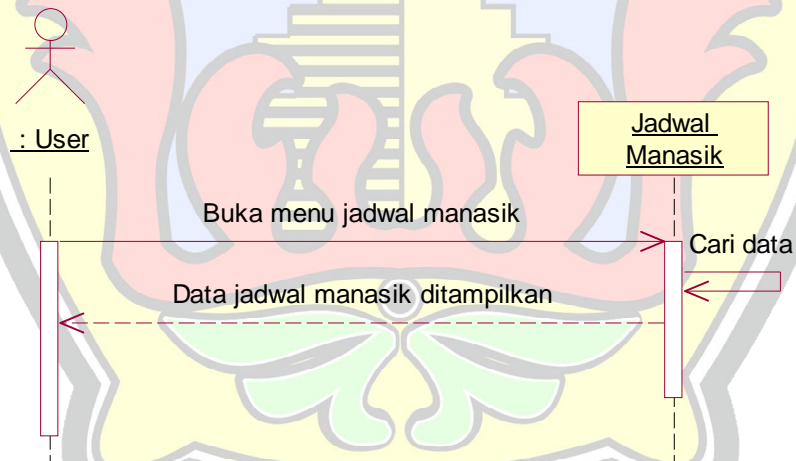 : User
Jadwal
Manasik
Buka menu jadwal manasik
Cari data
Data jadwal manasik ditampilkan